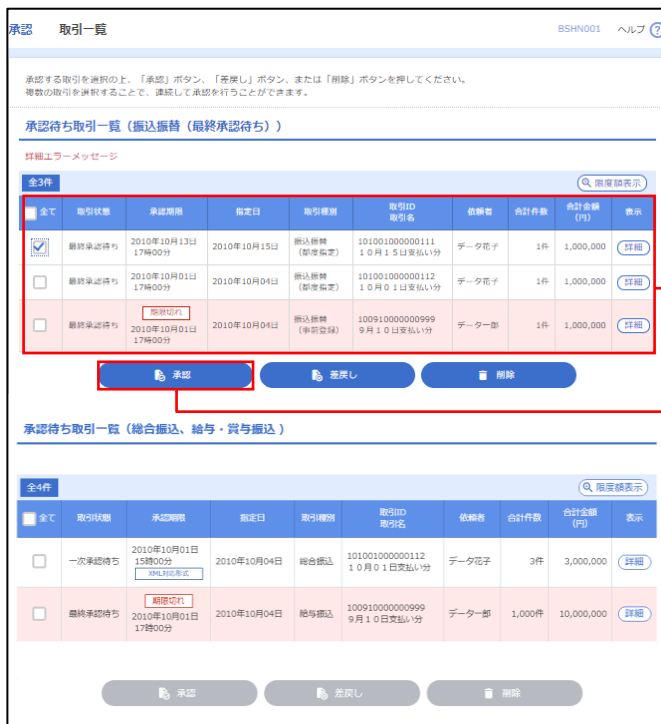 承認 取引一覧 BSHN001 ヘルプ ?
承認する取引を選択の上、「承認」ボタン、「差戻し」ボタン、または「削除」ボタンを押してください。
複数の取引を選択することで、連続して承認を行うことができます。
承認待ち取引一覧（振込振替（最終承認待ち））
詳細エラーメッセージ
全3件 限度額表示
全て 取引状態 承認期限 指定日 取引種別 取引ID 依頼者 合計件数 合計金額 表示
取引名 (円)
最終承認待ち 2010年10月13日 2010年10月15日 振込振替 101001000000111 データ花子 1件 1,000,000 詳細
17時00分 (都度指定) 10月15日支払い分
最終承認待ち 2010年10月01日 2010年10月04日 振込振替 101001000000112 データ花子 1件 1,000,000 詳細
17時00分 (都度指定) 10月01日支払い分
期限切れ
最終承認待ち 2010年10月01日 2010年10月04日 振込振替 100910000000999 データ一郎 1件 1,000,000 詳細
17時00分 (事前登録) 9月10日支払い分
承認 差戻し 削除
承認待ち取引一覧（総合振込、給与・賞与振込 ）
全4件 限度額表示
全て 取引状態 承認期限 指定日 取引種別 取引ID 依頼者 合計件数 合計金額 表示
取引名 (円)
一次承認待ち 2010年10月01日 2010年10月04日 総合振込 101001000000112 データ花子 3件 3,000,000 詳細
15時00分 10月01日支払い分
XML対応形式
期限切れ
最終承認待ち 2010年10月01日 2010年10月04日 給与振込 100910000000999 データ一郎 1,000件 10,000,000 詳細
17時00分 9月10日支払い分
承認 差戻し 削除